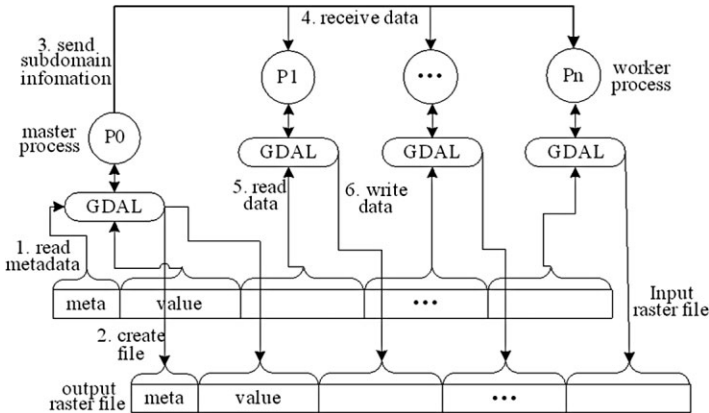 4. receive data
3. send
subdomain
infomation
P1
•••
Pn
worker
process
master
process
P0
GDAL
GDAL
GDAL
5. read
data
6. write
data
GDAL
1. read
metadata
meta
value
•••
Input
raster file
2. create
file
output
raster file
meta
value
•••